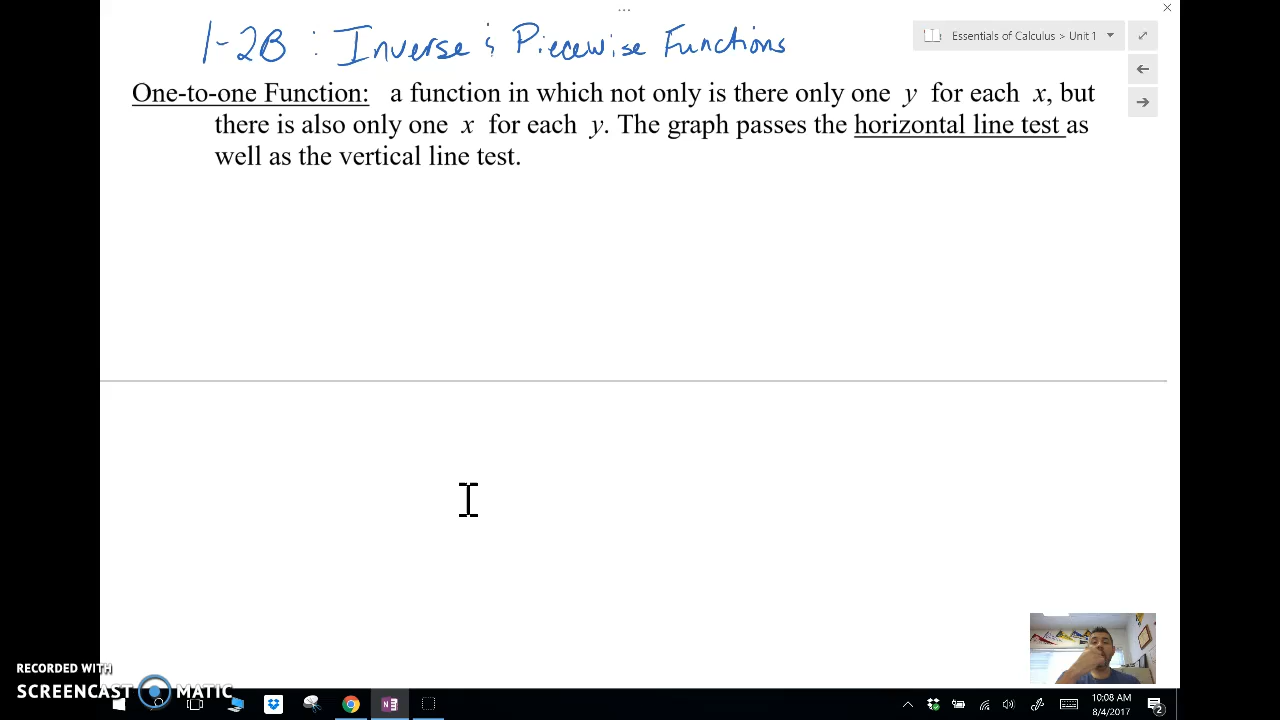 1-2B : Inverse & Piecewise Functions
Essentials of Calculus > Unit 1
One-to-one Function: a function in which not only is there only one y for each x, but
there is also only one x for each y. The graph passes the horizontal line test as
well as the vertical line test.
RECORDED WITH
SCREENCAST MATIC
10:08 AM
8/4/2017
2